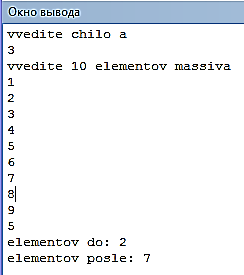 Окно вывода
vvedite chilo a
3
vvedite 10 elementov massiva
1
2
3
4
5
6
7
8
9
5
elementov do: 2
elementov posle: 7